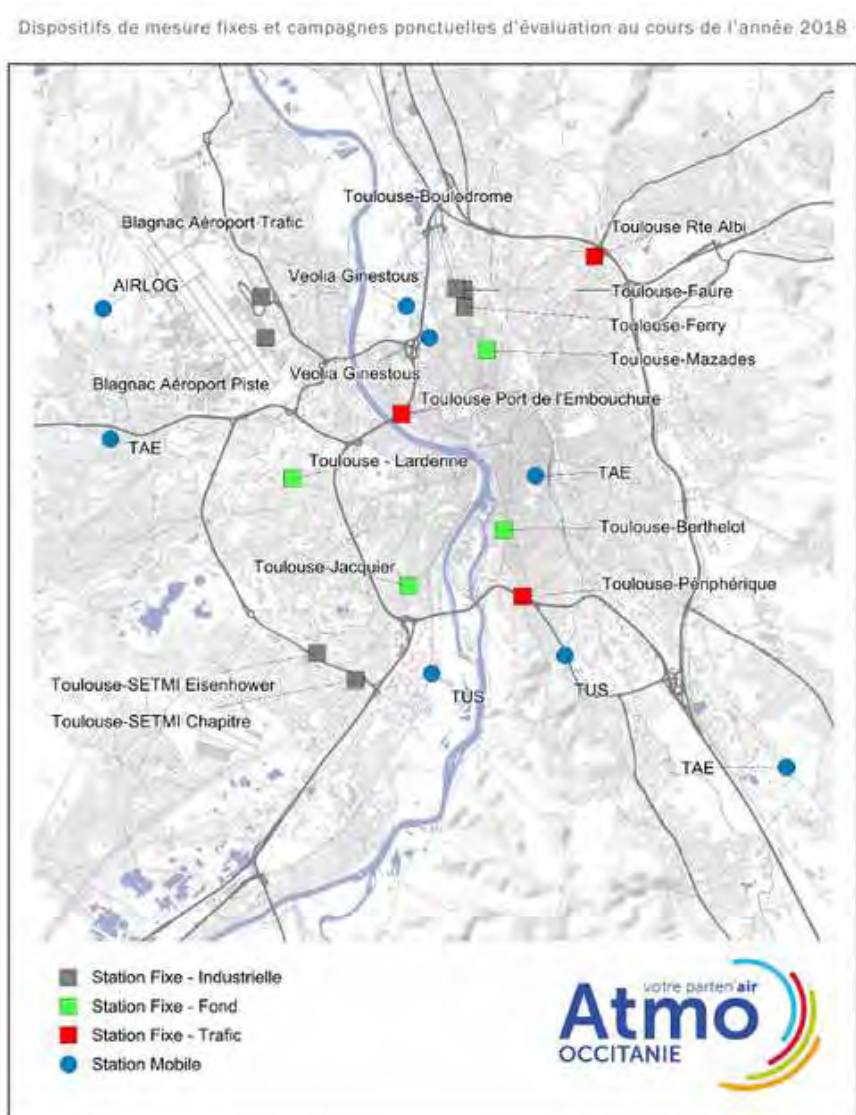 Dispositifs de mesure fixes et campagnes ponctuelles d'évaluation au cours de l'année 2018
Toulouse-Boulodrome
Blagnac Aéroport Trafic
Toulouse Rte Albi
Veolia Ginestous
AIRLOG
Toulouse-Faure
Toulouse-Ferry
Toulouse-Mazades
Veolia Ginestous
Blagnac Aéroport Piste
Toulouse Port de l'Embouchure
TAE
Toulouse - Lardenne
TAE
Toulouse-Berthelot
Toulouse-Jacquier
Toulouse-Périphérique
Toulouse-SETMI Eisenhower
TUS
TUS
Toulouse-SETMI Chapitre
TAE
Station Fixe - Industrielle
Station Fixe - Fond
Station Fixe - Trafic
Station Mobile
votre parten'air
Atmo
OCCITANIE